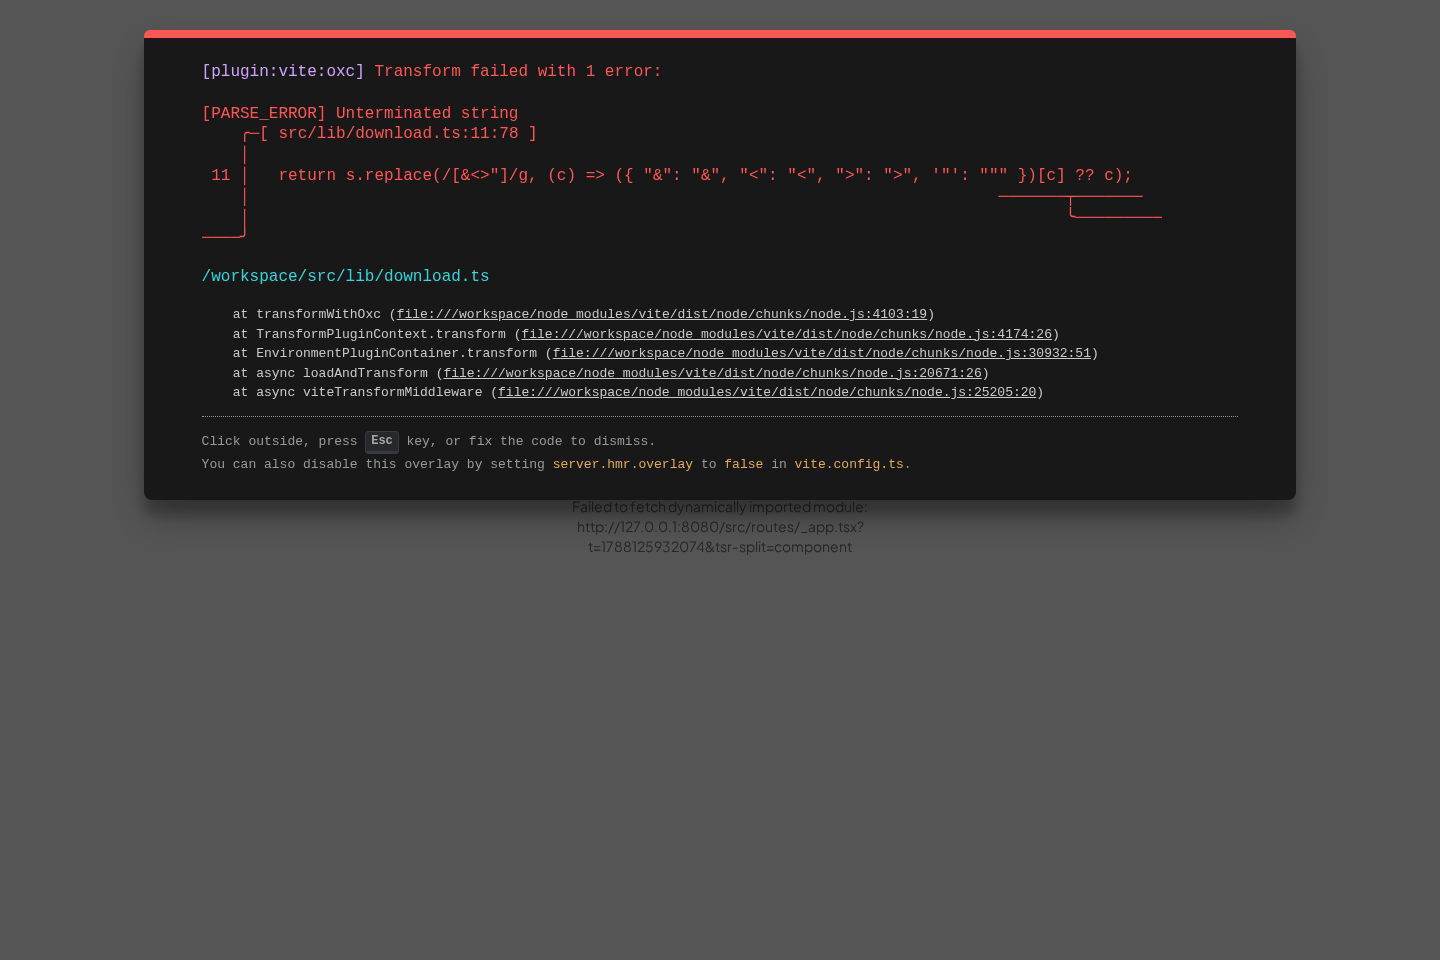 [plugin:vite:oxc] Transform failed with 1 error:
[PARSE_ERROR] Unterminated string
╭─[ src/lib/download.ts:11:78 ]
│
11 │   return s.replace(/[&<>"]/g, (c) => ({ "&": "&", "<": "<", ">": ">", '"': """ })[c] ?? c);
│                                                                              ───────┬───────
│                                                                                     ╰─────────
────╯
/workspace/src/lib/download.ts
at transformWithOxc (file:///workspace/node_modules/vite/dist/node/chunks/node.js:4103:19)
at TransformPluginContext.transform (file:///workspace/node_modules/vite/dist/node/chunks/node.js:4174:26)
at EnvironmentPluginContainer.transform (file:///workspace/node_modules/vite/dist/node/chunks/node.js:30932:51)
at async loadAndTransform (file:///workspace/node_modules/vite/dist/node/chunks/node.js:20671:26)
at async viteTransformMiddleware (file:///workspace/node_modules/vite/dist/node/chunks/node.js:25205:20)
Click outside, press Esc key, or fix the code to dismiss.
You can also disable this overlay by setting server.hmr.overlay to false in vite.config.ts.
Failed to fetch dynamically imported module:
http://127.0.0.1:8080/src/routes/_app.tsx?
t=1788125932074&tsr-split=component